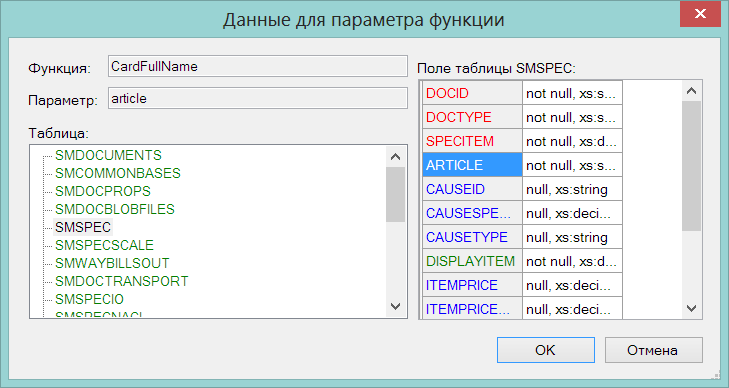 Данные для параметра функции
Функция: CardFullName
Параметр: article
Таблица:
SMDOCUMENTS
SMCOMMONBASES
SMDOCPROPS
SMDOCBLOBFILES
SMSPEC
SMSPECSCALE
SMWAYBILLSOUT
SMDOCTRANSPORT
SMSPECIO
SMSPECNACL
Поле таблицы SMSPEC:
DOCID not null, xs:s...
DOCTYPE not null, xs:s...
SPECITEM not null, xs:d...
ARTICLE not null, xs:s...
CAUSEID null, xs:string
CAUSESPE... null, xs:deci...
CAUSETYPE null, xs:string
DISPLAYITEM not null, xs:d...
ITEMPRICE null, xs:deci...
ITEMPRICE... null, xs:deci...
OK
Отмена